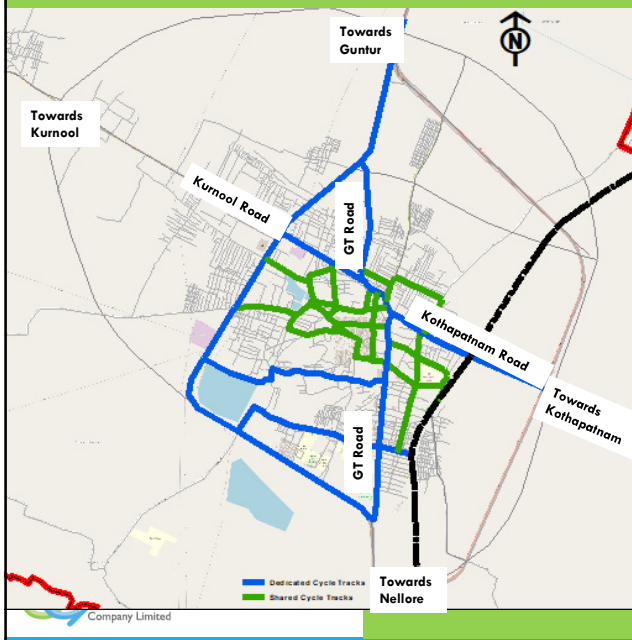 Towards
Guntur
N
Towards
Kurnool
Kurnool Road
GT Road
Kothapatnam Road
Towards
Kothapatnam
GT Road
Dedicated Cycle Tracks
Shared Cycle Tracks
Towards
Nellore
Company Limited